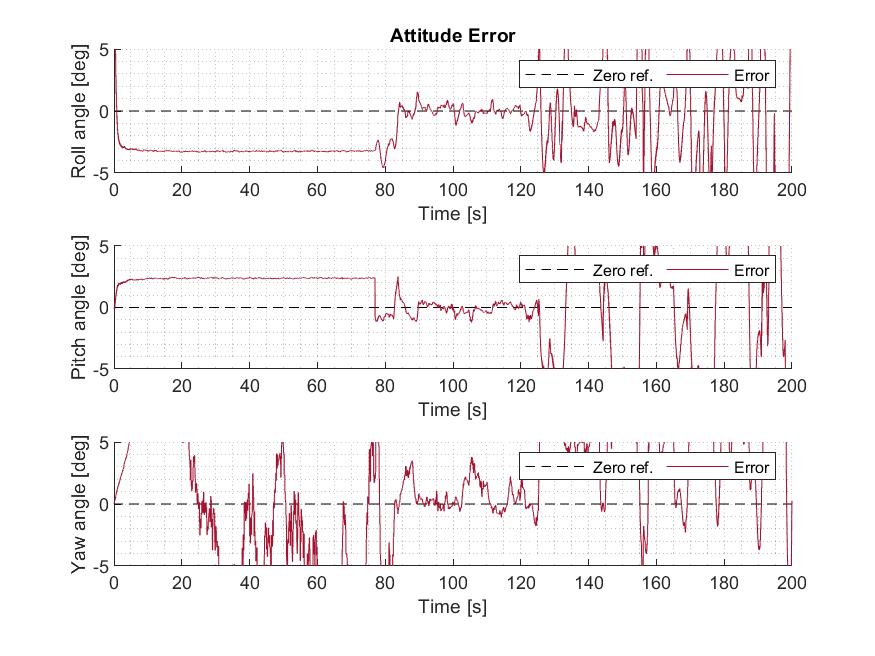 Attitude Error
Roll angle [deg]
5
0
-5
Zero ref. Error
0 20 40 60 80 100 120 140 160 180 200
Time [s]
Pitch angle [deg]
5
0
-5
Zero ref. Error
0 20 40 60 80 100 120 140 160 180 200
Time [s]
Yaw angle [deg]
5
0
-5
Zero ref. Error
0 20 40 60 80 100 120 140 160 180 200
Time [s]